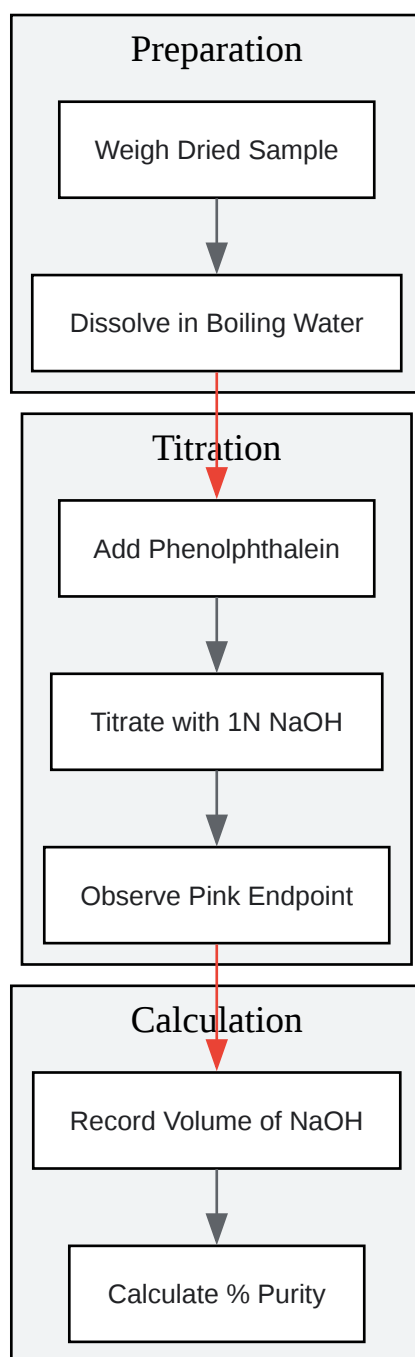 Preparation
Weigh Dried Sample
Dissolve in Boiling Water
Titration
Add Phenolphthalein
Titrate with 1N NaOH
Observe Pink Endpoint
Calculation
Record Volume of NaOH
Calculate % Purity